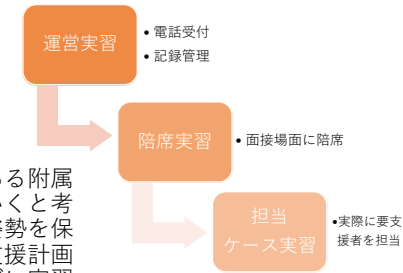 運営実習
• 電話受付
• 記録管理
陪席実習
• 面接場面に陪席
担当
ケース実習
•実際に要支
援者を担当
る附属
いくと考
勢を保
支援計画